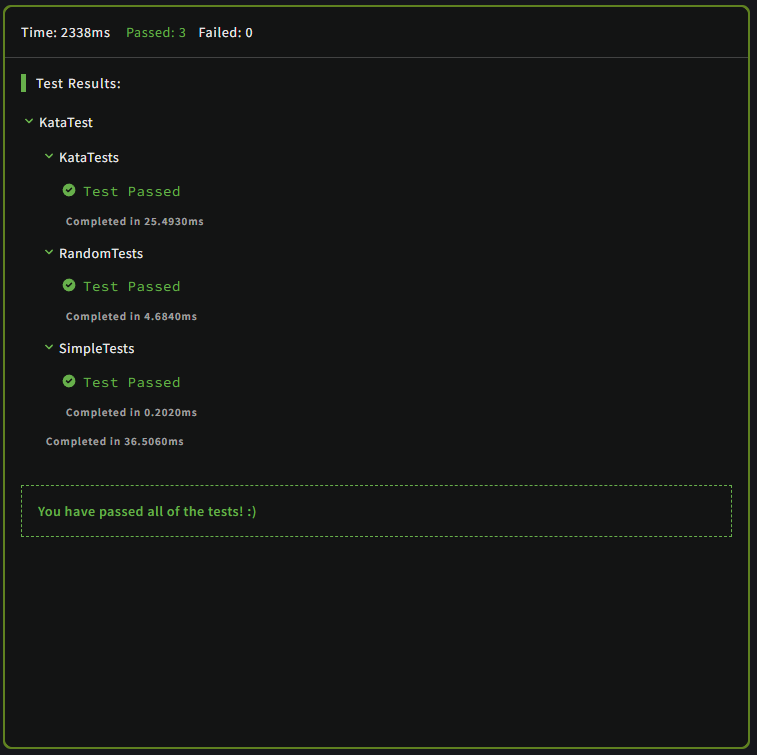 Time: 2338ms Passed: 3 Failed: 0
Test Results:
KataTest
KataTests
Test Passed
Completed in 25.4930ms
RandomTests
Test Passed
Completed in 4.6840ms
SimpleTests
Test Passed
Completed in 0.2020ms
Completed in 36.5060ms
You have passed all of the tests! :)